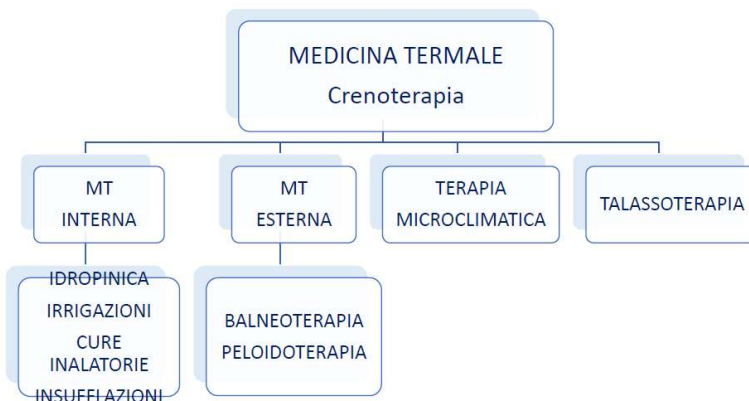 MEDICINA TERMALE
Crenoterapia
MT
INTERNA
MT
ESTERNA
TERAPIA
MICROCLIMATICA
TALASSOTERAPIA
IDROPINICA
IRRIGAZIONI
CURE
INALATORIE
INSUFFLAZIONI
BALNEOTERAPIA
PELOIDOTERAPIA